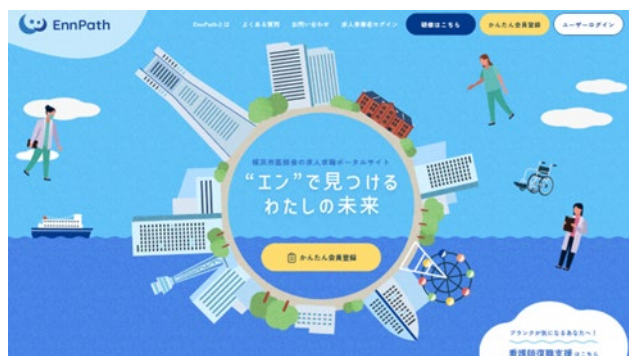 EnnPath
EnnPathとは
よくある質問
お問い合わせ
求人事業者ログイン
研修はこちら
かんたん会員登録
ユーザーログイン
横浜市医師会の求人求職ポータルサイト
“エン”で見つける
わたしの未来
かんたん会員登録
ブランクが気になるあなたへ!
看護師復職支援はこちら